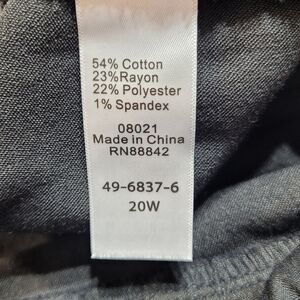 54% Cotton
23%Rayon
22% Polyester
1% Spandex
08021
Made in China
RN88842
49-6837-6
20W